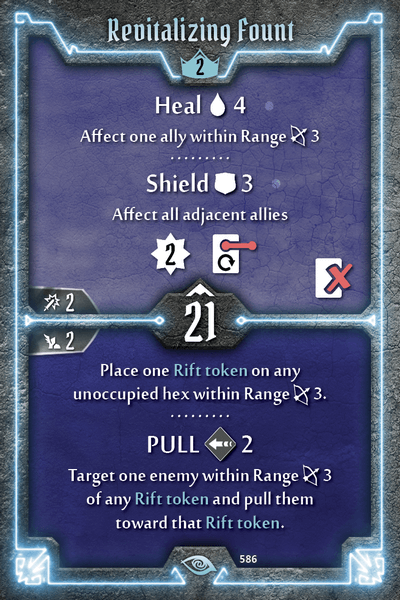 Revitalizing Fount
2
Heal 4
Affect one ally within Range 3
Shield 3
Affect all adjacent allies
2
2
21
2
Place one Rift token on any
unoccupied hex within Range 3.
PULL 2
Target one enemy within Range 3
of any Rift token and pull them
toward that Rift token.
586